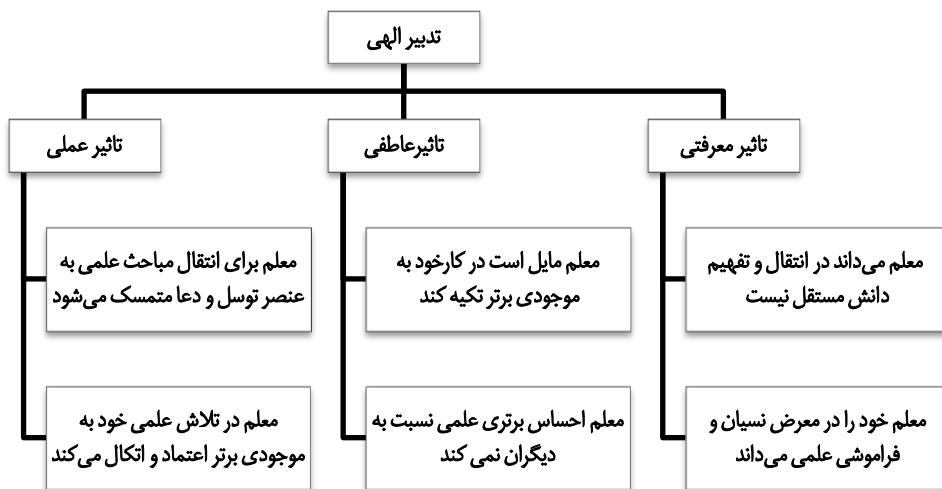 تدبیر الهی
تاثیر معرفتی
تاثیرعاطفی
تاثیر عملی
معلم می‌داند در انتقال و تفهیم
دانش مستقل نیست
معلم خود را در معرض نسیان و
فراموشی علمی می‌داند
معلم مایل است در کارخود به
موجودی برتر تکیه کند
معلم احساس برتری علمی نسبت به
دیگران نمی کند
معلم برای انتقال مباحث علمی به
عنصر توسل و دعا متمسک می‌شود
معلم در تلاش علمی خود به
موجودی برتر اعتماد و اتکال می‌کند